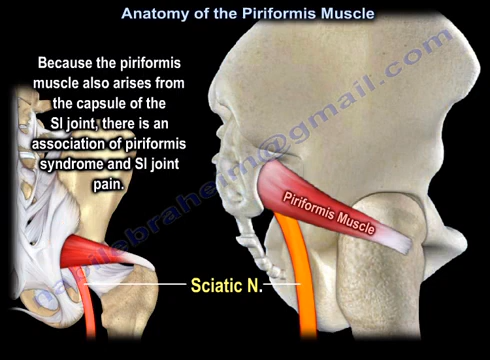 Anatomy of the Piriformis Muscle
Because the piriformis
muscle also arises from
the capsule of the
SI joint, there is an
association of piriformis
syndrome and SI joint
pain.
Piriformis Muscle
Sciatic N.
nabilebraheim@gmail.com